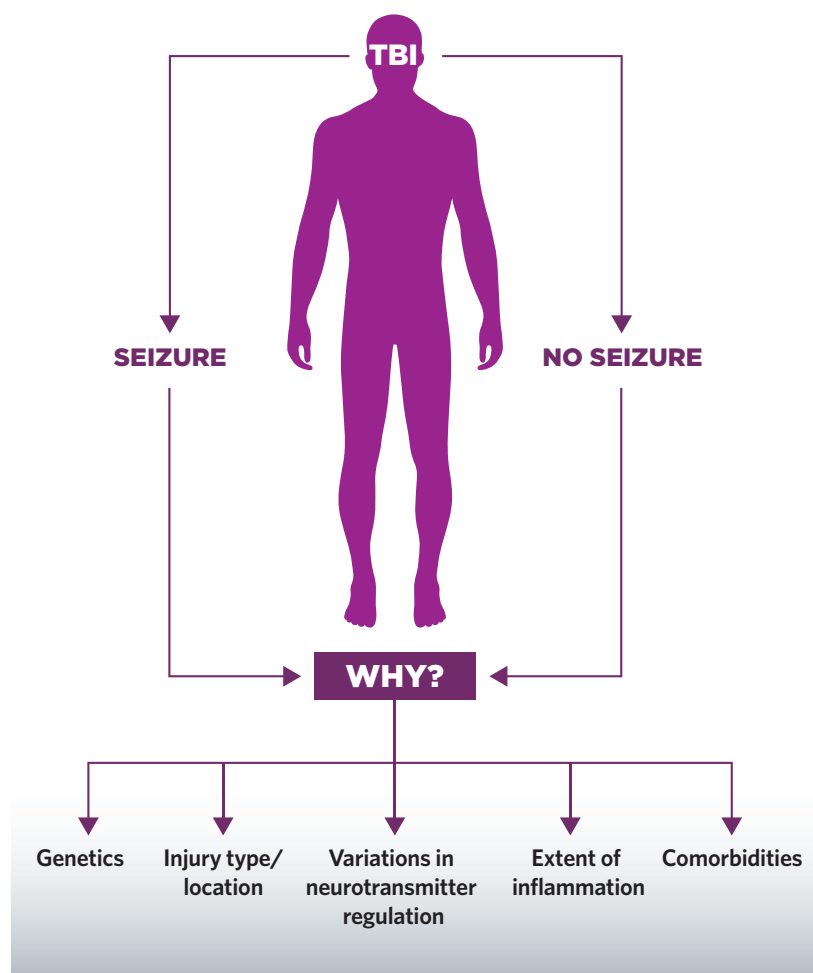 TBI
SEIZURE
NO SEIZURE
WHY?
Genetics
Injury type/
location
Variations in
neurotransmitter
regulation
Extent of
inflammation
Comorbidities